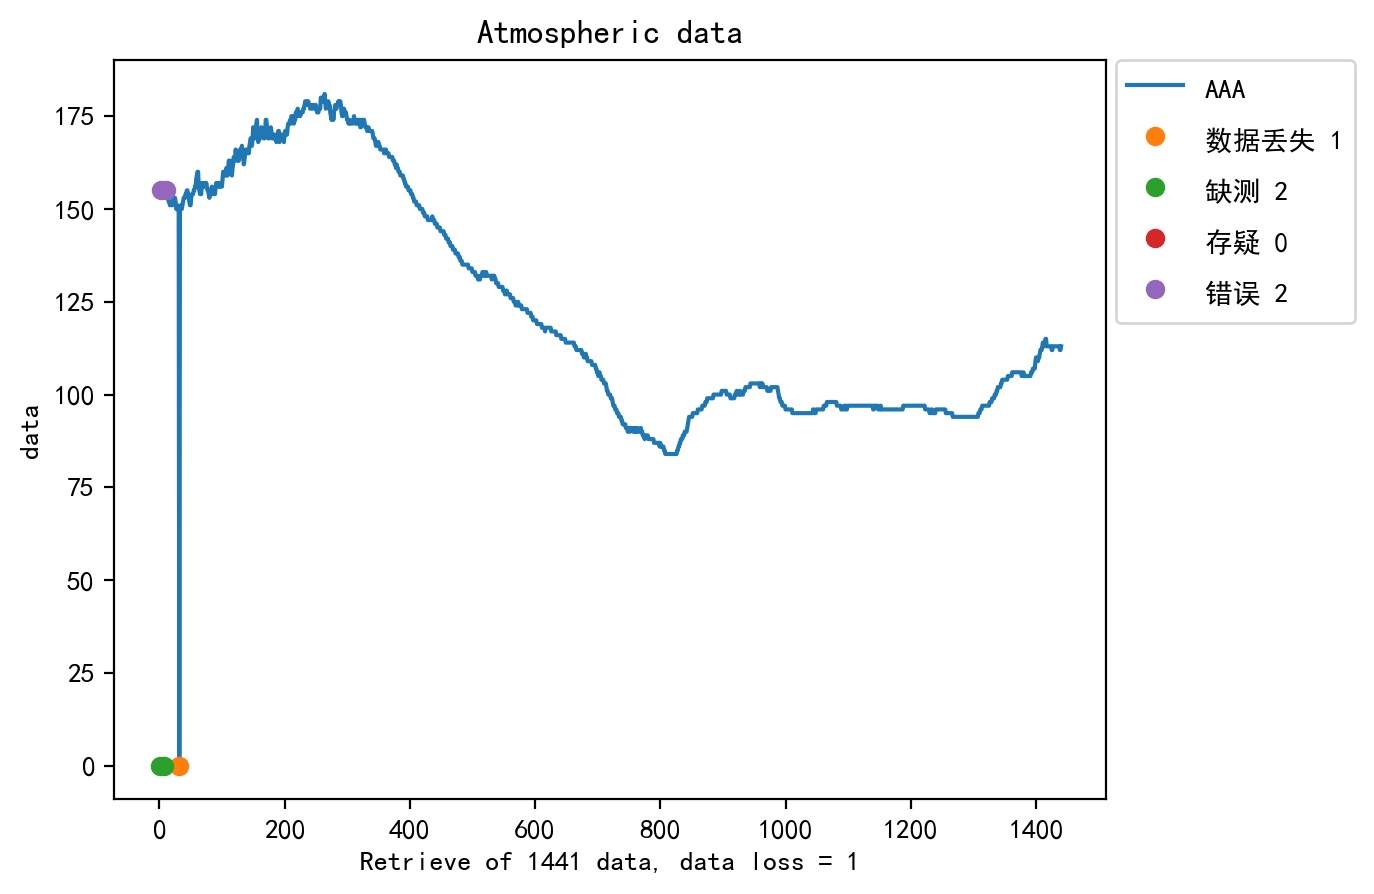 Atmospheric data
AAA
数据丢失 1
缺测 2
存疑 0
错误 2
data
175
150
125
100
75
50
25
0
0 200 400 600 800 1000 1200 1400
Retrieve of 1441 data, data loss = 1